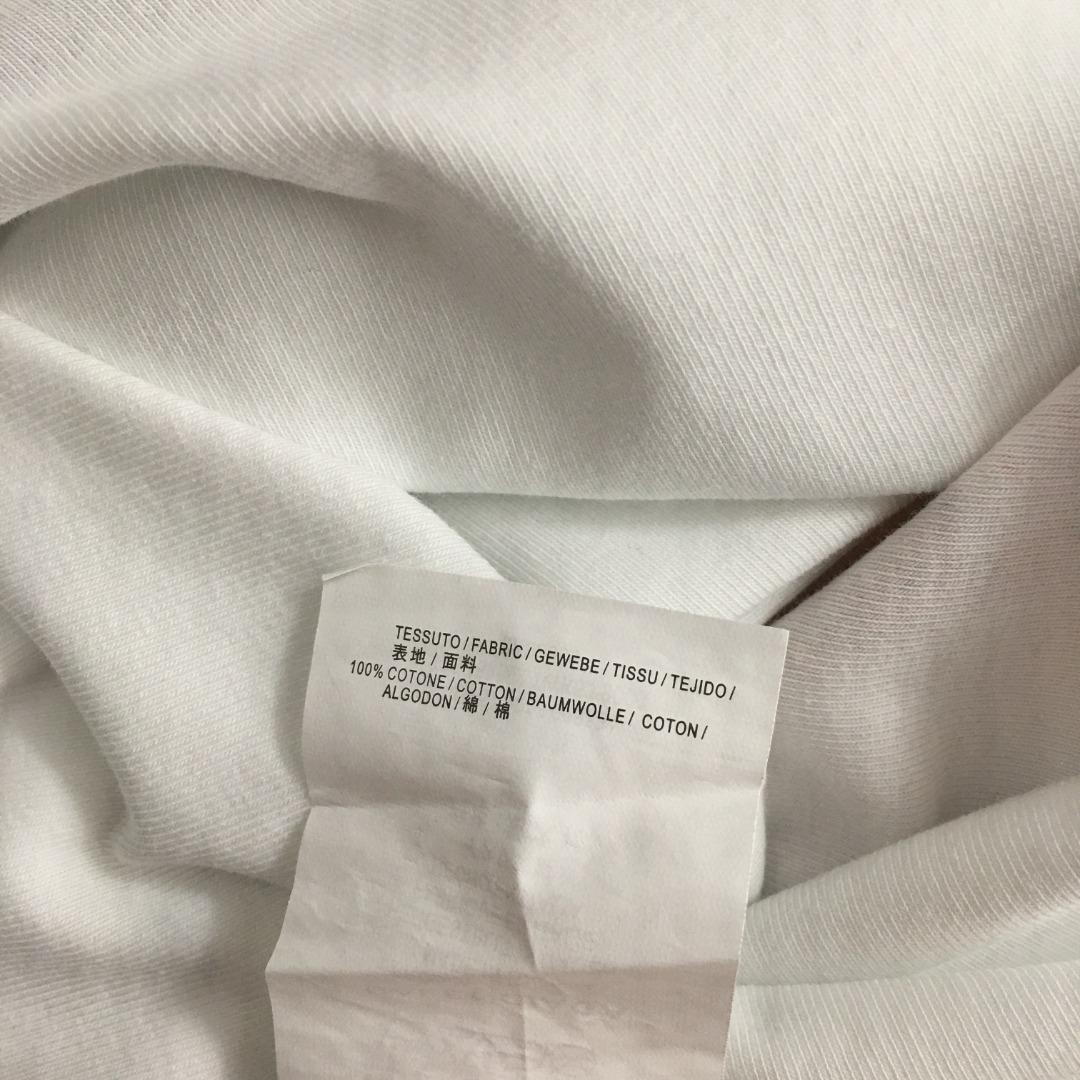 TESSUTO / FABRIC / GEWEBE / TISSU / TEJIDO /
表地 / 面料
100% COTONE / COTTON / BAUMWOLLE / COTON /
ALGODON / 綿 / 棉